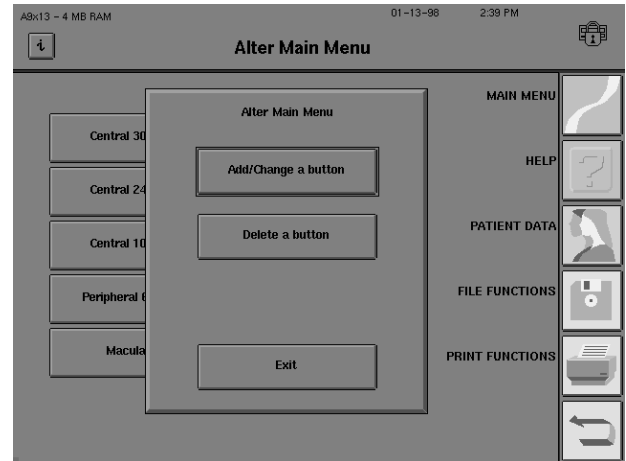 A9x13 - 4 MB RAM 01-13-98 2:39 PM
i
Alter Main Menu
MAIN MENU
Alter Main Menu
Central 30
Add/Change a button
HELP
Central 24
Delete a button
PATIENT DATA
Central 10
Peripheral
FILE FUNCTIONS
Macula
Exit
PRINT FUNCTIONS